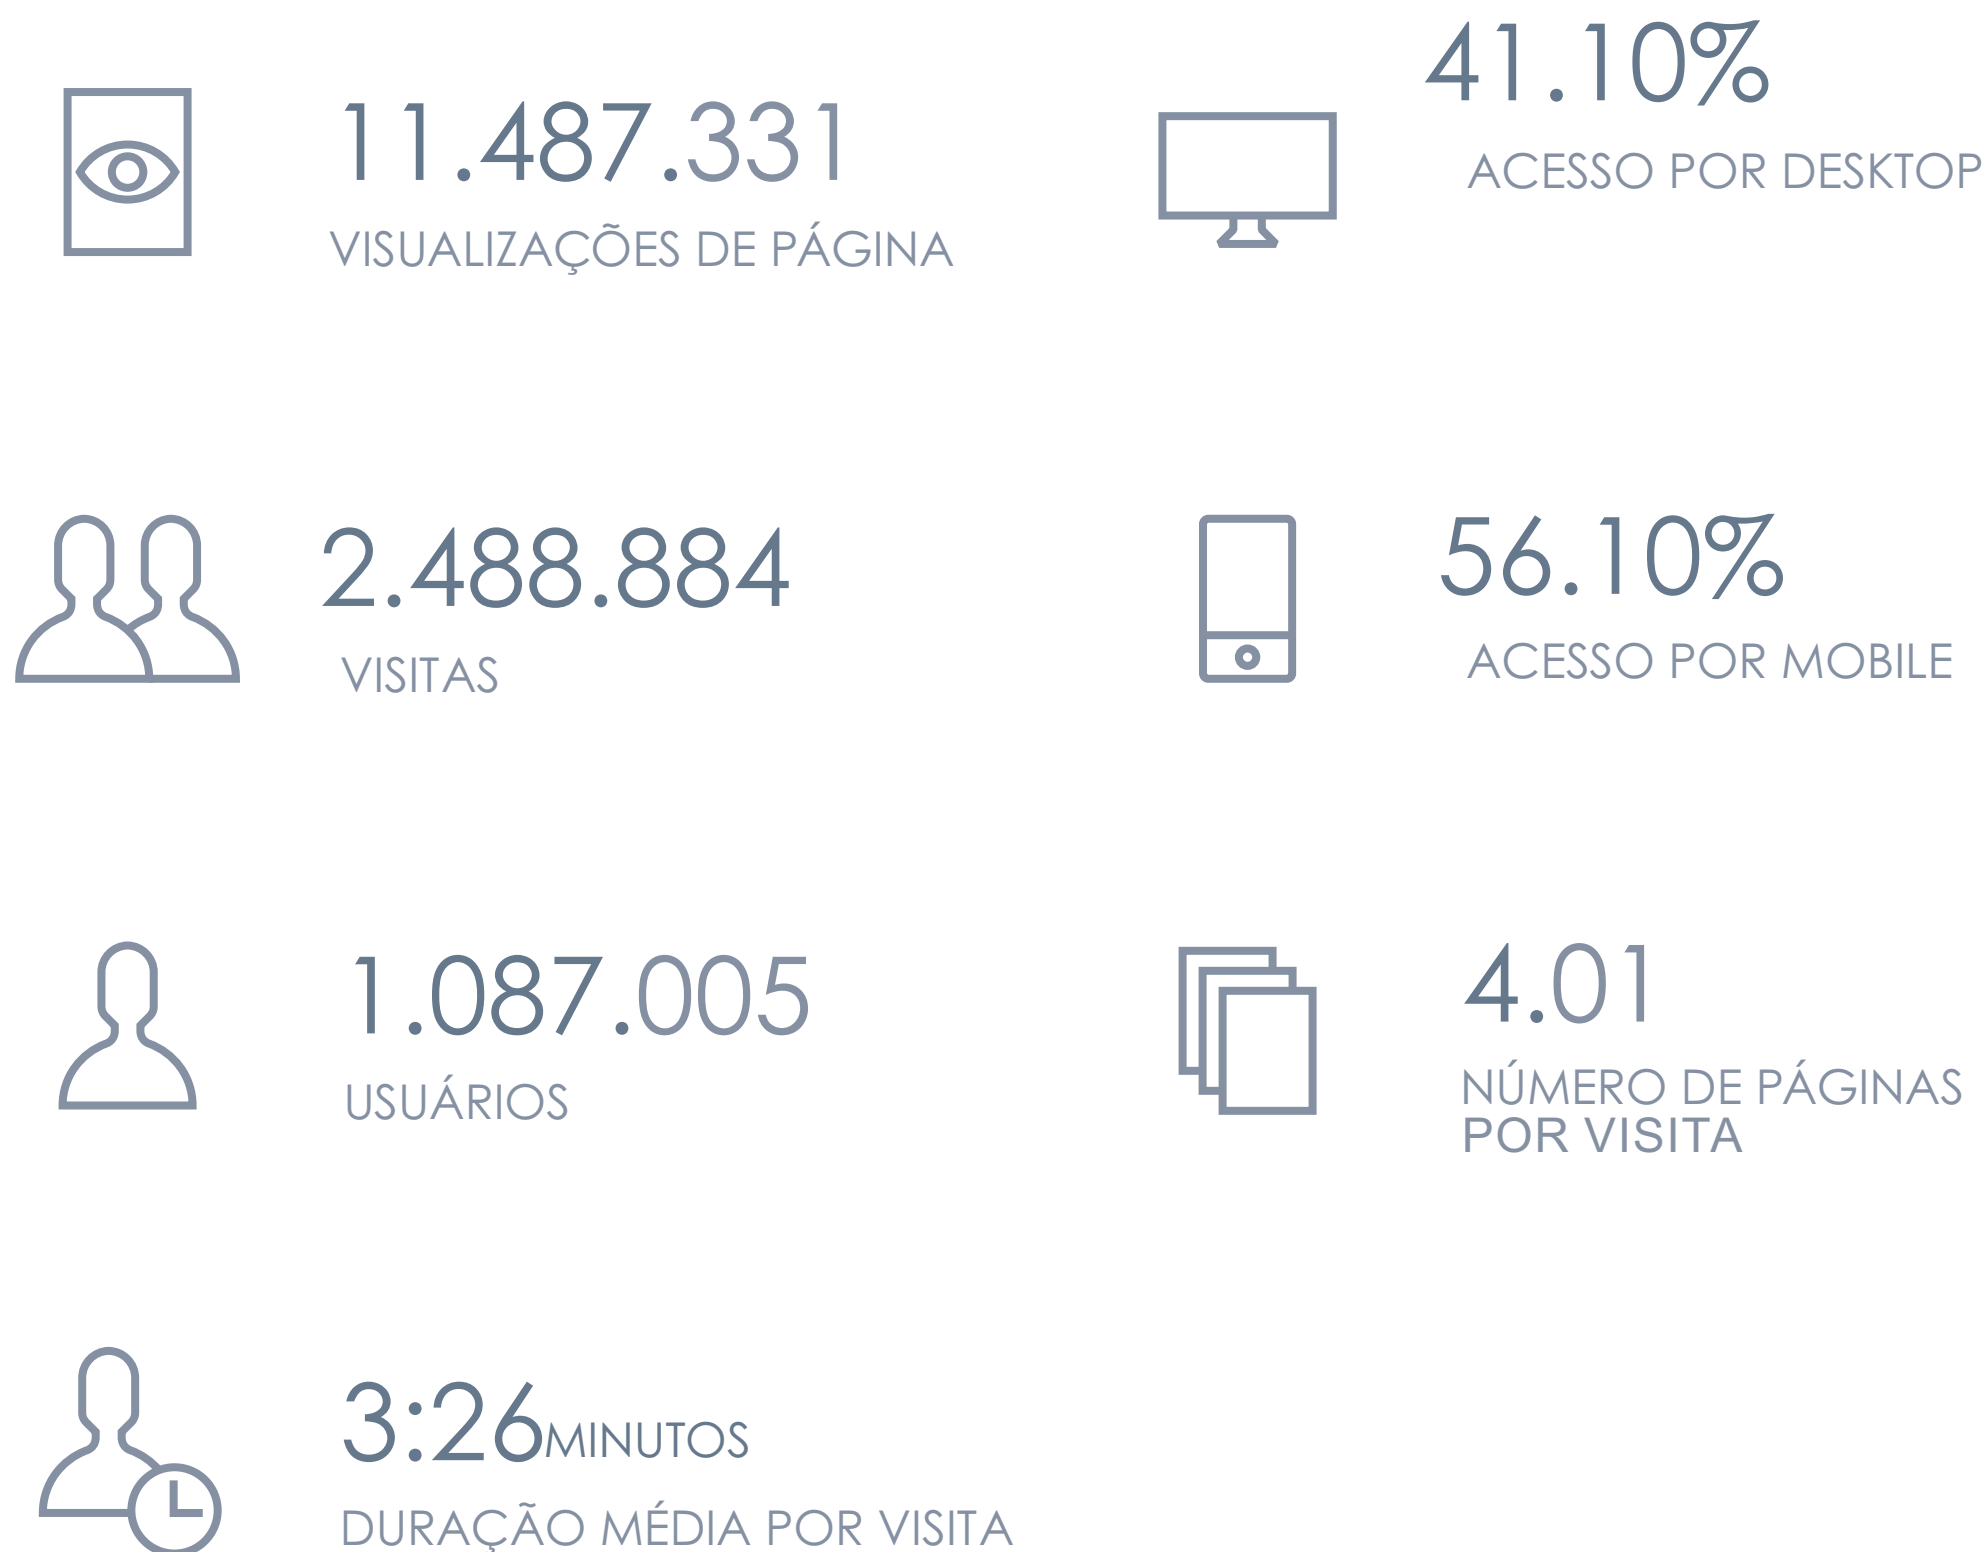 11.487.331
VISUALIZAÇÕES DE PÁGINA
41.10%
ACESSO POR DESKTOP
2.488.884
VISITAS
56.10%
ACESSO POR MOBILE
1.087.005
USUÁRIOS
4.01
NÚMERO DE PÁGINAS
POR VISITA
3:26MINUTOS
DURAÇÃO MÉDIA POR VISITA